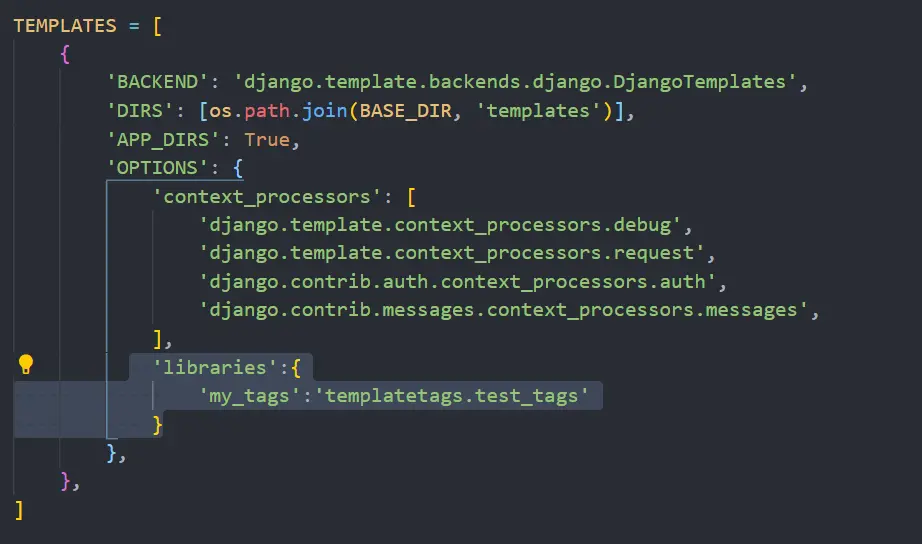 TEMPLATES = [
    {
        'BACKEND': 'django.template.backends.django.DjangoTemplates',
        'DIRS': [os.path.join(BASE_DIR, 'templates')],
        'APP_DIRS': True,
        'OPTIONS': {
            'context_processors': [
                'django.template.context_processors.debug',
                'django.template.context_processors.request',
                'django.contrib.auth.context_processors.auth',
                'django.contrib.messages.context_processors.messages',
            ],
            'libraries':{
                'my_tags':'templatetags.test_tags'
            }
        },
    },
]